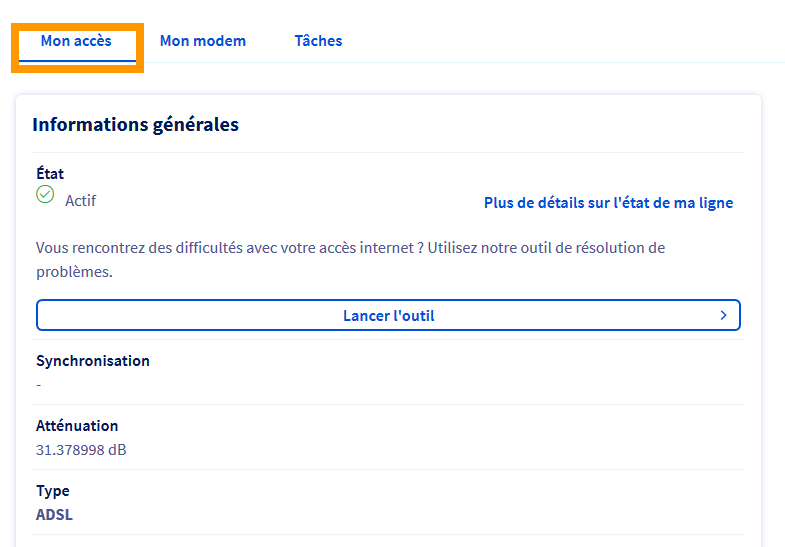 Mon accès
Mon modem
Tâches
Informations générales
État
Actif
Plus de détails sur l'état de ma ligne
Vous rencontrez des difficultés avec votre accès internet ? Utilisez notre outil de résolution de
problèmes.
Lancer l'outil
Synchronisation
-
Atténuation
31.378998 dB
Type
ADSL